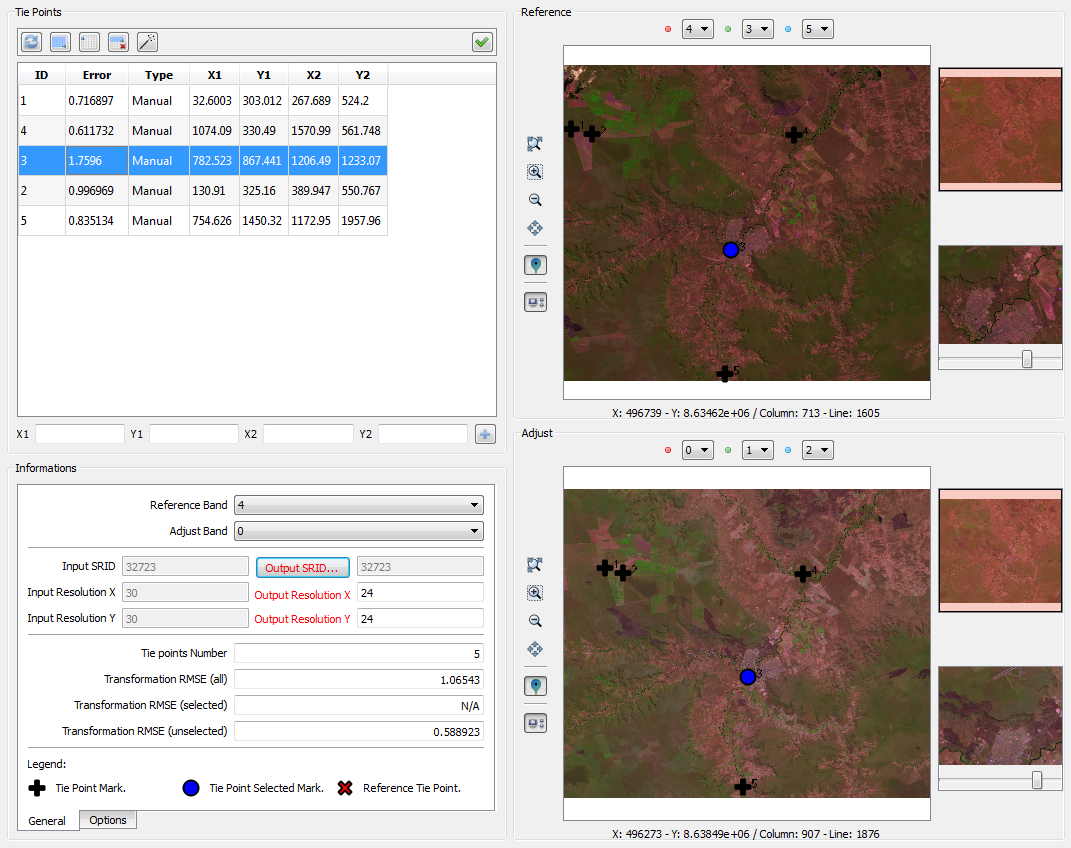 Tie Points
ID Error Type X1 Y1 X2 Y2
1 0.716897 Manual 32.6003 303.012 267.689 524.2
4 0.611732 Manual 1074.09 330.49 1570.99 561.748
3 1.7596 Manual 782.523 867.441 1206.49 1233.07
2 0.996969 Manual 130.91 325.16 389.947 550.767
5 0.835134 Manual 754.626 1450.32 1172.95 1957.96
X1 Y1 X2 Y2
Informations
Reference Band 4
Adjust Band 0
Input SRID 32723 Output SRID... 32723
Input Resolution X 30 Output Resolution X 24
Input Resolution Y 30 Output Resolution Y 24
Tie points Number 5
Transformation RMSE (all) 1.06543
Transformation RMSE (selected) N/A
Transformation RMSE (unselected) 0.588923
Legend:
Tie Point Mark. Tie Point Selected Mark. Reference Tie Point.
General Options
Reference
4 3 5
1 2 4
3
5
X: 496739 - Y: 8.63462e+06 / Column: 713 - Line: 1605
Adjust
0 1 2
1 2 4
3
5
X: 496273 - Y: 8.63849e+06 / Column: 907 - Line: 1876